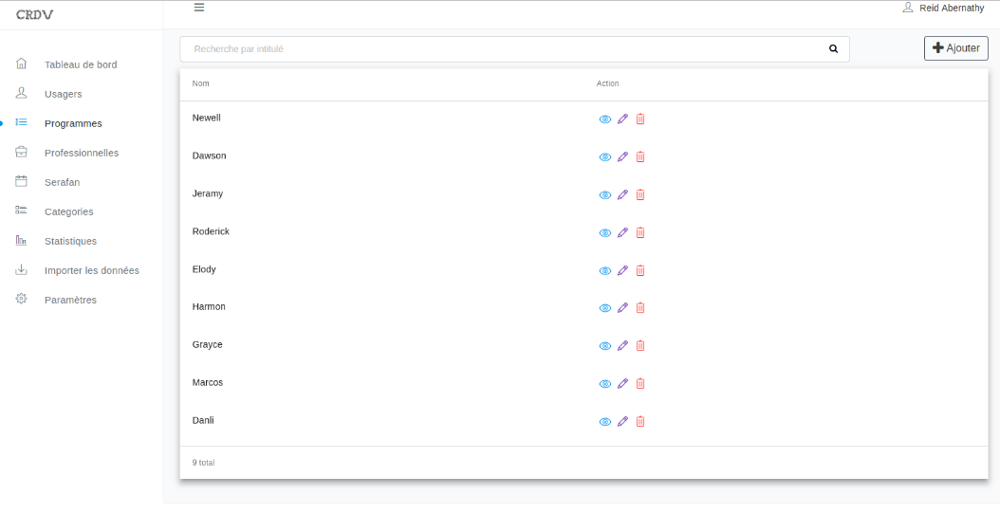 CRDV
Reid Abernathy
Tableau de bord
Usagers
Programmes
Professionnelles
Serafan
Categories
Statistiques
Importer les données
Paramètres
Recherche par intitulé
Ajouter
Nom Action
Newell
Dawson
Jeramy
Roderick
Elody
Harmon
Grayce
Marcos
Danli
9 total